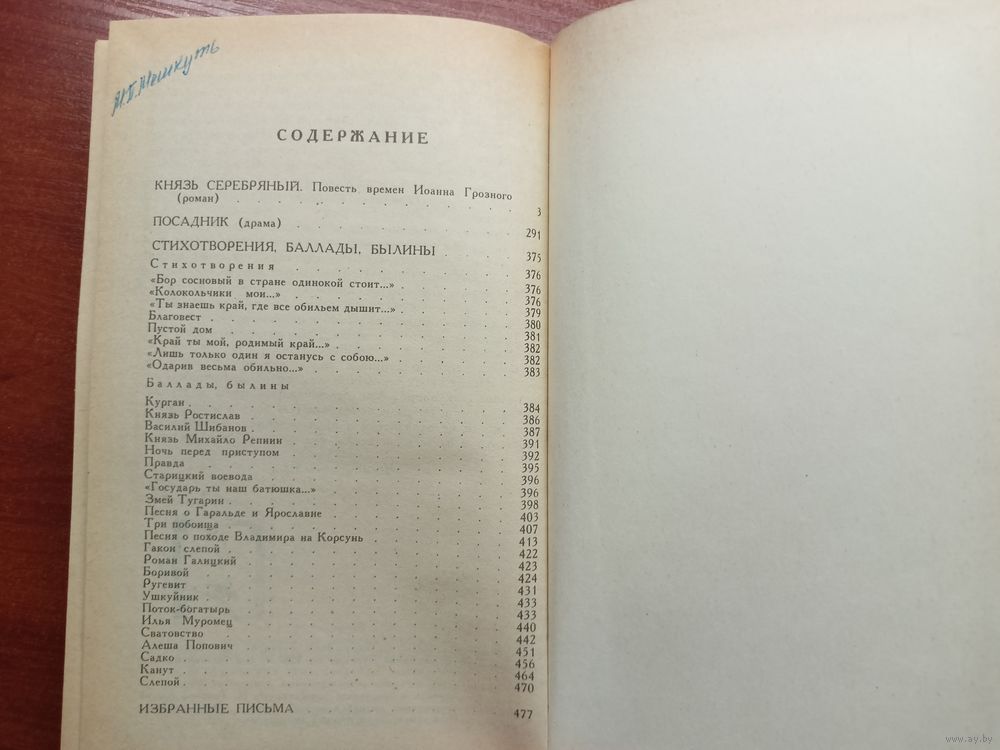 М.П.Мешкуть
СОДЕРЖАНИЕ
КНЯЗЬ СЕРЕБРЯНЫЙ. Повесть времен Иоанна Грозного
(роман) . . . . . . . . . . . . 3
ПОСАДНИК (драма) . . . . . . . . . . 291
СТИХОТВОРЕНИЯ, БАЛЛАДЫ, БЫЛИНЫ . . . . 375
Стихотворения . . . . . . . . . . 376
«Бор сосновый в стране одинокой стоит...» . . . . . 376
«Колокольчики мои...» . . . . . . . . . . 376
«Ты знаешь край, где все обильем дышит...» . . . . . 379
Благовест . . . . . . . . . . . . 380
Пустой дом . . . . . . . . . . . . 381
«Край ты мой, родимый край...» . . . . . . . . 382
«Лишь только один я останусь с собою...» . . . . . 382
«Одарив весьма обильно...» . . . . . . . . 383
Баллады, былины
Курган . . . . . . . . . . . . 384
Князь Ростислав . . . . . . . . . . 386
Василий Шибанов . . . . . . . . . . 387
Князь Михайло Репнин . . . . . . . . . 391
Ночь перед приступом . . . . . . . . . 392
Правда . . . . . . . . . . . . 395
Старицкий воевода . . . . . . . . . . 396
«Государь ты наш батюшка...» . . . . . . . . 396
Змей Тугарин . . . . . . . . . . . 398
Песня о Гаральде и Ярославне . . . . . . . 403
Три побоища . . . . . . . . . . . 407
Песня о походе Владимира на Корсунь . . . . . . 413
Гакон слепой . . . . . . . . . . . 422
Роман Галицкий . . . . . . . . . . 423
Боривой . . . . . . . . . . . . 424
Ругевит . . . . . . . . . . . . 431
Ушкуйник . . . . . . . . . . . . 433
Поток-богатырь . . . . . . . . . . 433
Илья Муромец . . . . . . . . . . . 440
Сватовство . . . . . . . . . . . 442
Алеша Попович . . . . . . . . . . . 451
Садко . . . . . . . . . . . . 456
Канут . . . . . . . . . . . . 464
Слепой . . . . . . . . . . . . 470
ИЗБРАННЫЕ ПИСЬМА . . . . . . . . . 477
www.ay.by